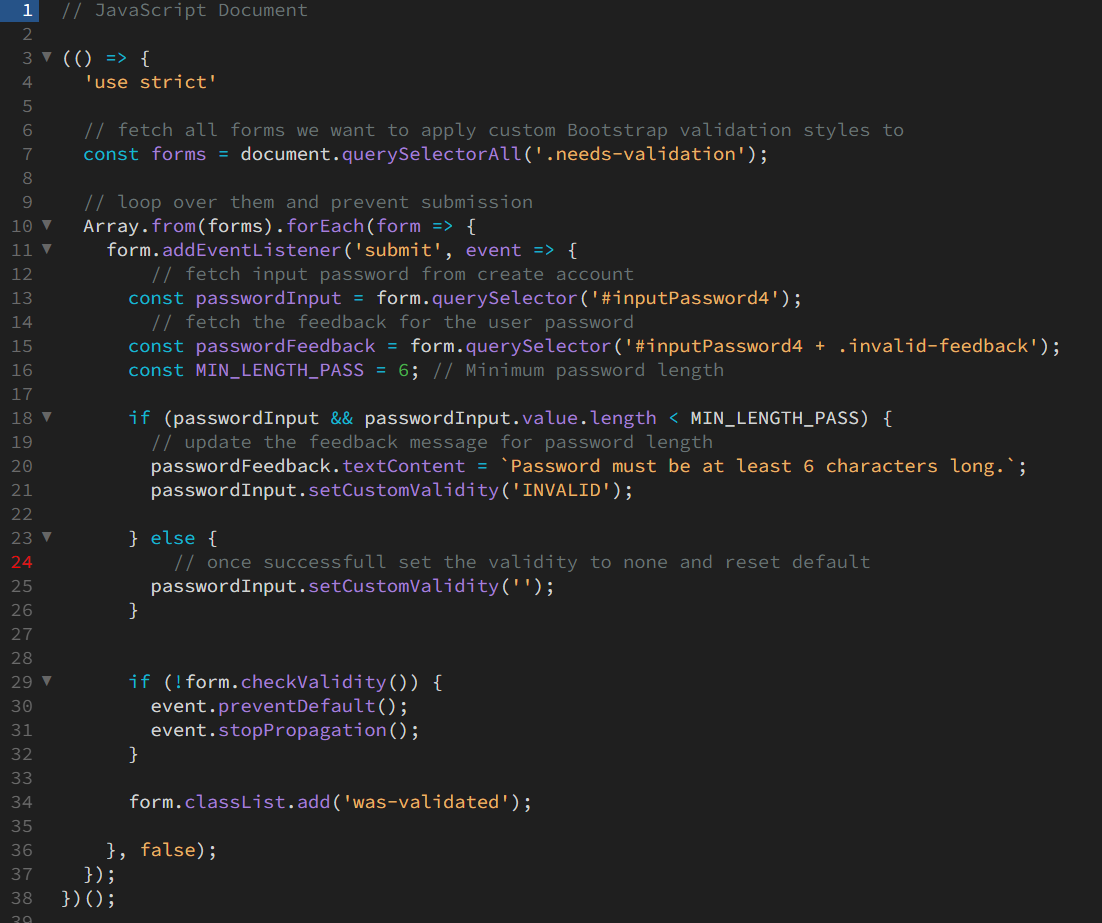 1 // JavaScript Document
2
3 (() => {
4 'use strict'
5
6 // fetch all forms we want to apply custom Bootstrap validation styles to
7 const forms = document.querySelectorAll('.needs-validation');
8
9 // loop over them and prevent submission
10 Array.from(forms).forEach(form => {
11 form.addEventListener('submit', event => {
12 // fetch input password from create account
13 const passwordInput = form.querySelector('#inputPassword4');
14 // fetch the feedback for the user password
15 const passwordFeedback = form.querySelector('#inputPassword4 + .invalid-feedback');
16 const MIN_LENGTH_PASS = 6; // Minimum password length
17
18 if (passwordInput && passwordInput.value.length < MIN_LENGTH_PASS) {
19 // update the feedback message for password length
20 passwordFeedback.textContent = `Password must be at least 6 characters long.`;
21 passwordInput.setCustomValidity('INVALID');
22
23 } else {
24 // once successfull set the validity to none and reset default
25 passwordInput.setCustomValidity('');
26 }
27
28
29 if (!form.checkValidity()) {
30 event.preventDefault();
31 event.stopPropagation();
32 }
33
34 form.classList.add('was-validated');
35
36 }, false);
37 });
38 })();
39